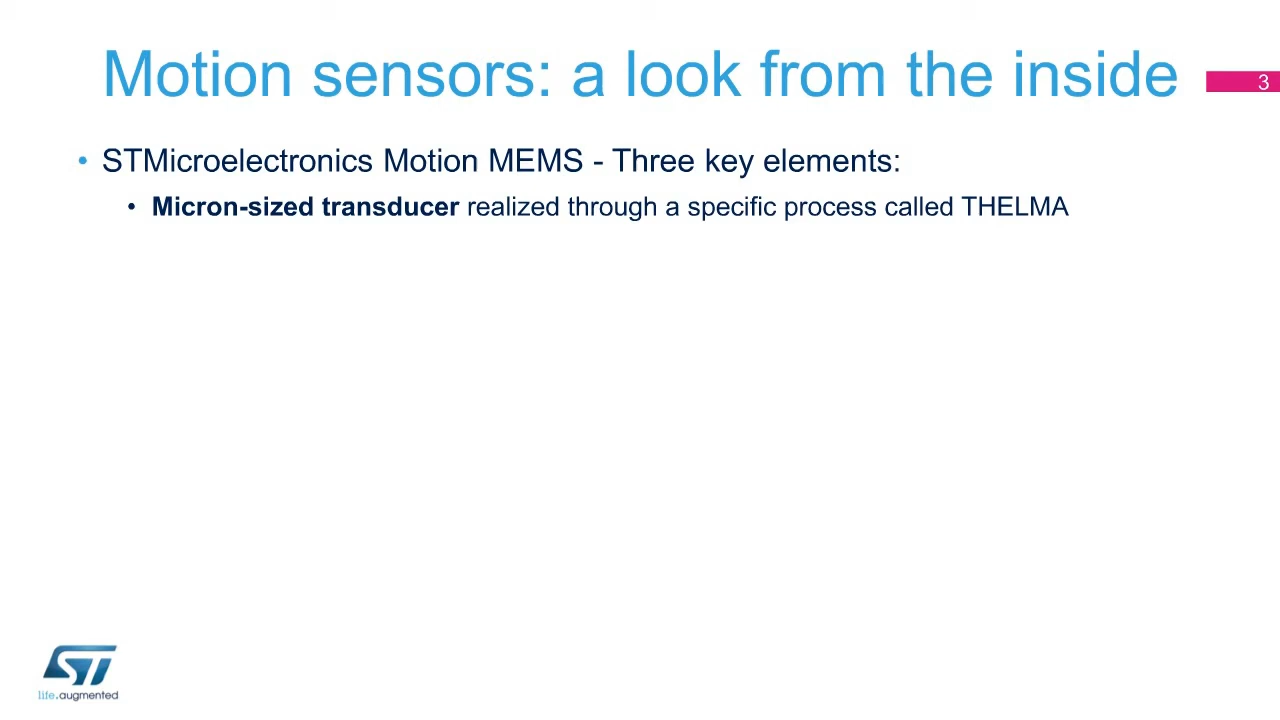 Motion sensors: a look from the inside
3
• STMicroelectronics Motion MEMS - Three key elements:
• Micron-sized transducer realized through a specific process called THELMA
ST
life.augmented